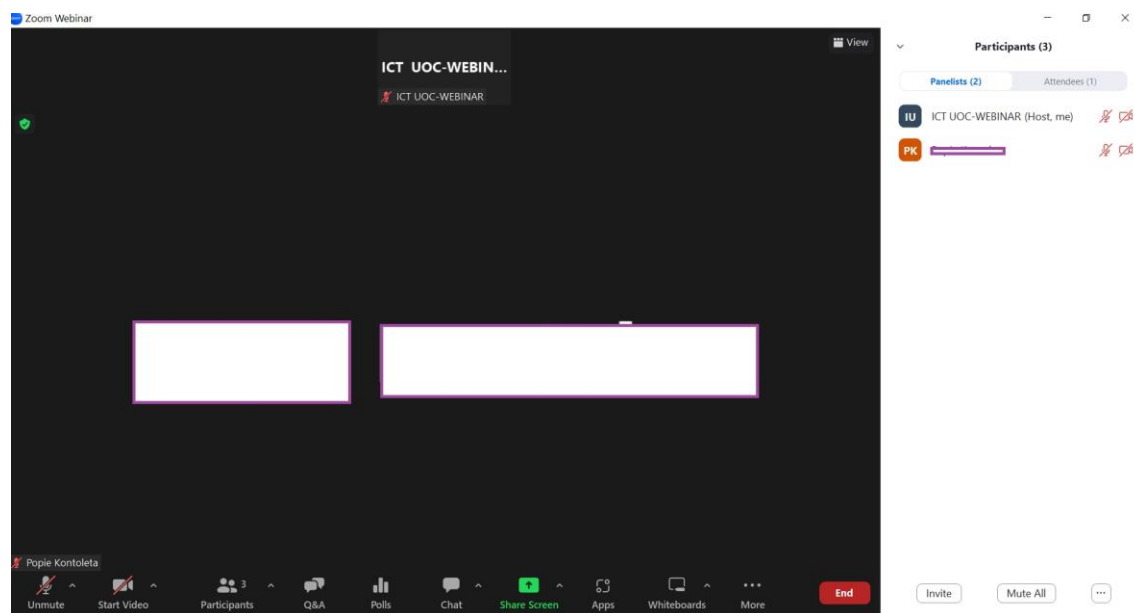 Zoom Webinar
View
ICT UOC-WEBIN...
ICT UOC-WEBINAR
Popie Kontoleta
Unmute
Start Video
3
Participants
Q&A
Polls
Chat
Share Screen
Apps
Whiteboards
More
End
Participants (3)
Panelists (2)
Attendees (1)
IU
ICT UOC-WEBINAR (Host, me)
PK
Invite
Mute All